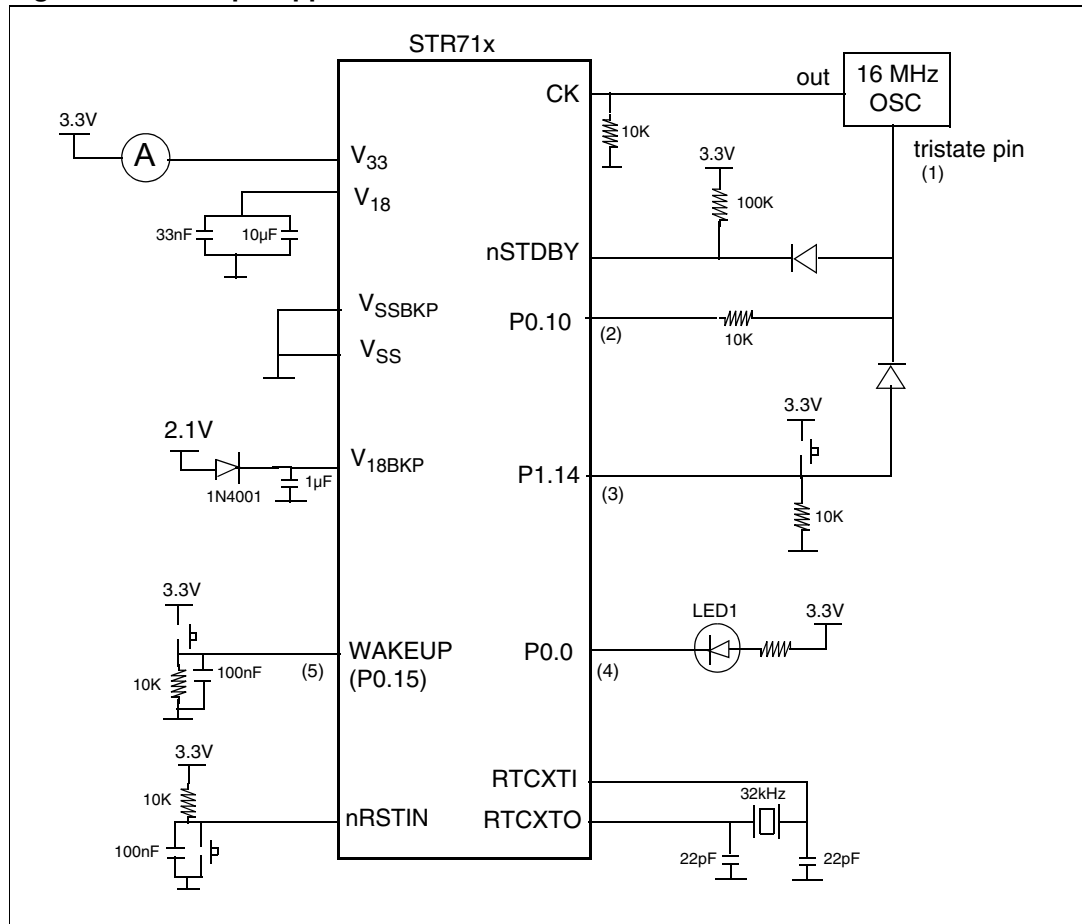 STR71x
CK
out
16 MHz
OSC
10K
tristate pin
(1)
3.3V
A
V33
V18
33nF
10µF
3.3V
100K
nSTDBY
VSSBKP
VSS
P0.10
(2)
10K
2.1V
1N4001
1µF
V18BKP
3.3V
P1.14
(3)
10K
3.3V
10K
100nF
(5)
WAKEUP
(P0.15)
LED1
3.3V
P0.0
(4)
3.3V
10K
100nF
nRSTIN
RTCXTI
RTCXTO
32kHz
22pF
22pF